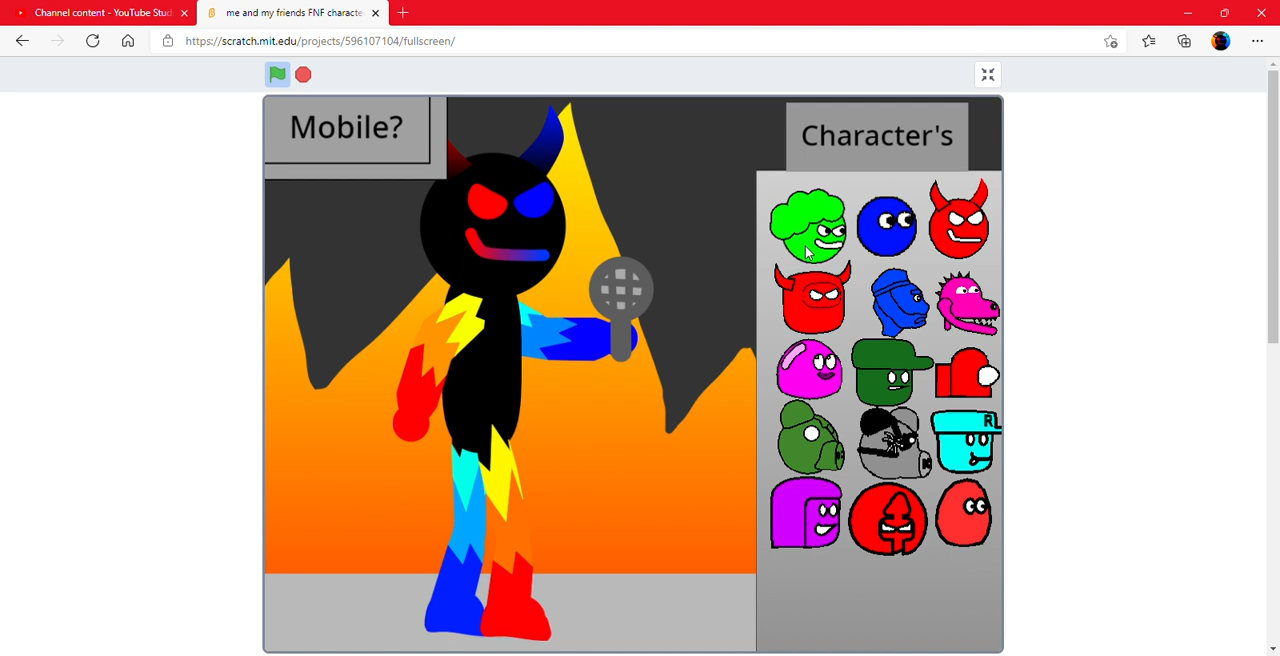 Channel content - YouTube Stud
me and my friends FNF characte
https://scratch.mit.edu/projects/596107104/fullscreen/
Mobile?
Character's
RL